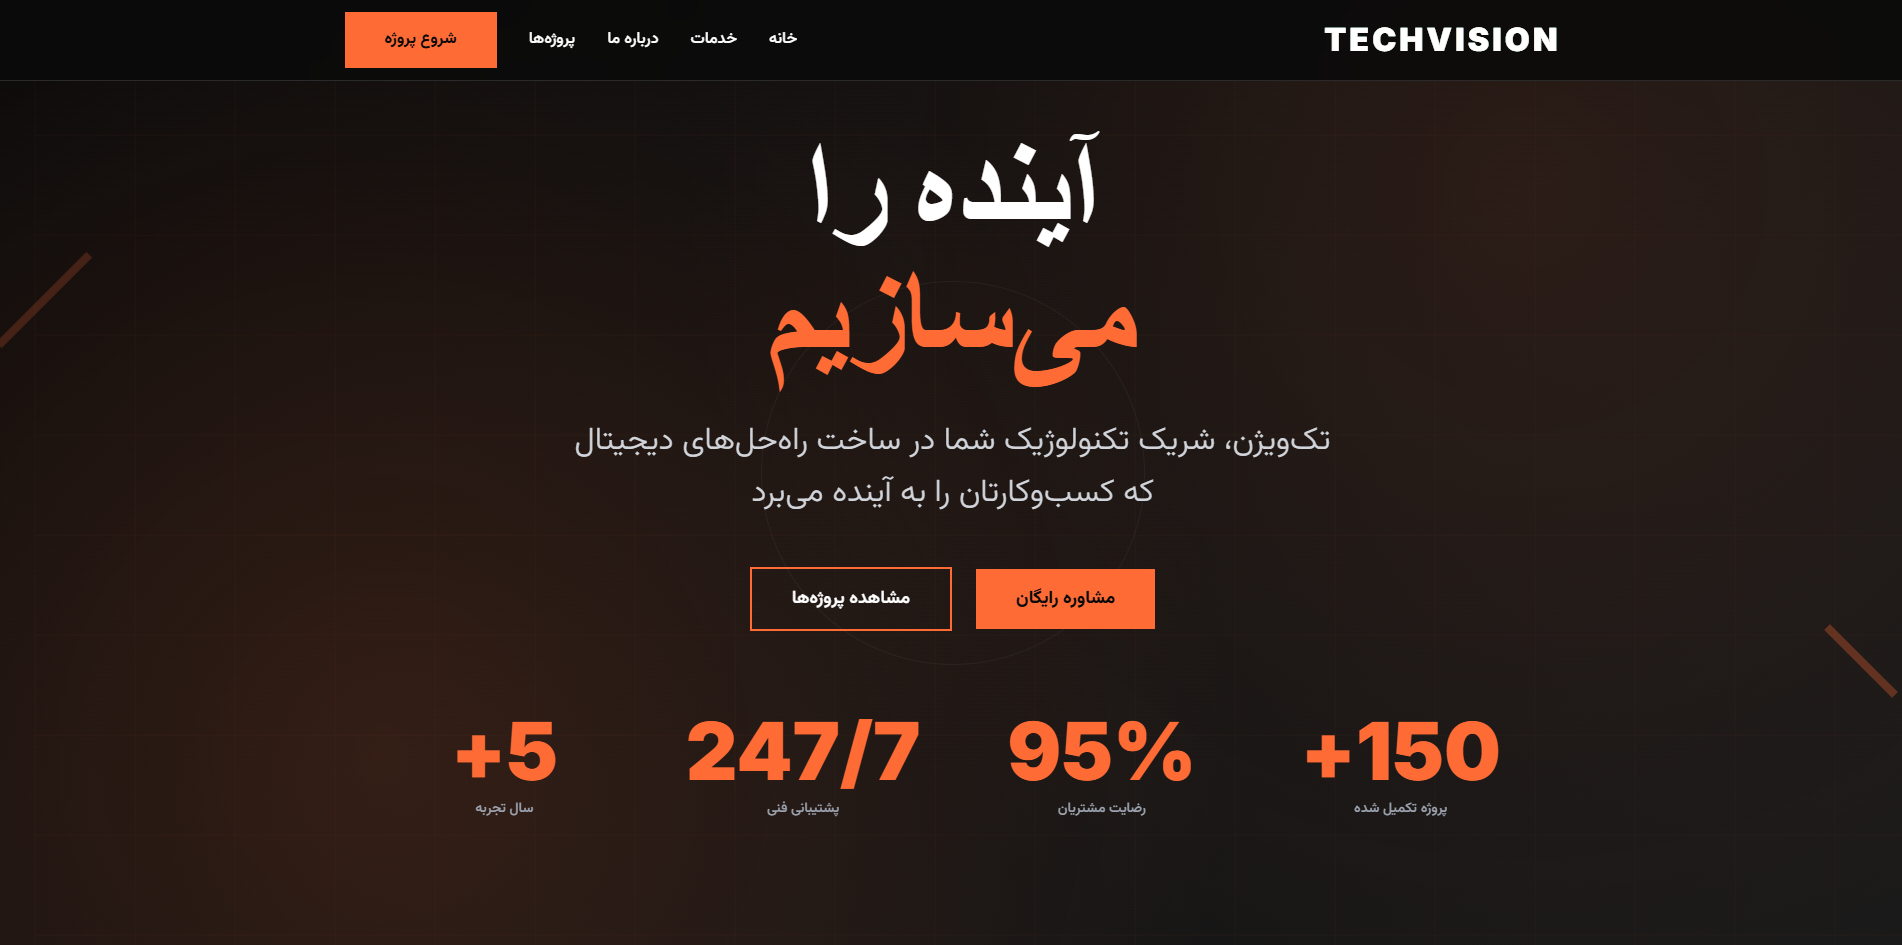 TECHVISION
خانه
خدمات
درباره ما
پروژه‌ها
شروع پروژه
آینده را
می‌سازیم
تک‌ویژن، شریک تکنولوژیک شما در ساخت راه‌حل‌های دیجیتال
که کسب‌وکارتان را به آینده می‌برد
مشاوره رایگان
مشاهده پروژه‌ها
+150
پروژه تکمیل شده
95%
رضایت مشتریان
247/7
پشتیبانی فنی
+5
سال تجربه